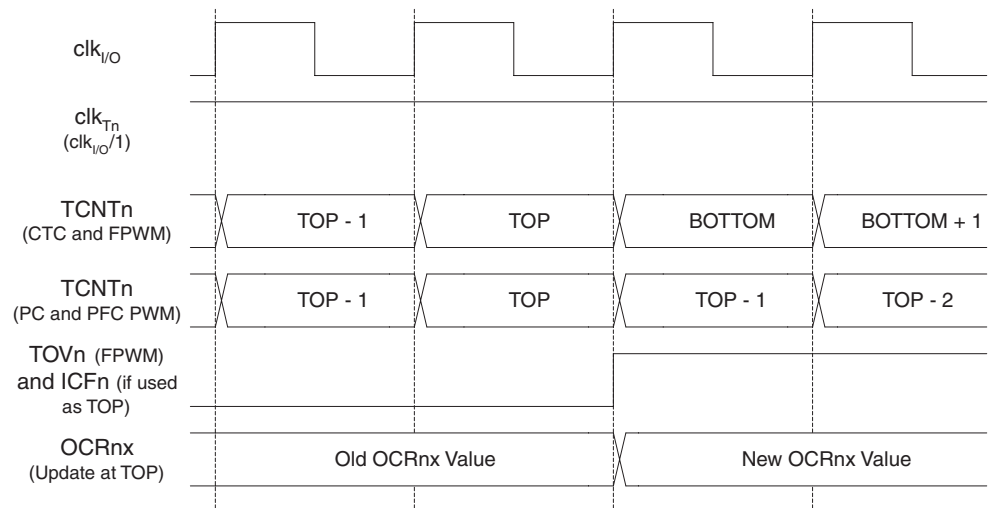 clkI/O
clkTn
(clkI/O/1)
TCNTn
(CTC and FPWM)
TOP - 1
TOP
BOTTOM
BOTTOM + 1
TCNTn
(PC and PFC PWM)
TOP - 1
TOP
TOP - 1
TOP - 2
TOVn (FPWM)
and ICFn (if used
as TOP)
OCRnx
(Update at TOP)
Old OCRnx Value
New OCRnx Value